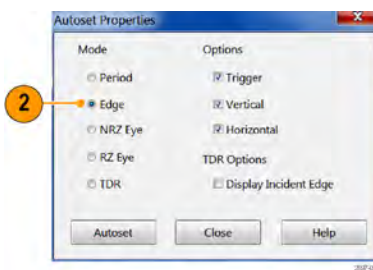 Autoset Properties
Mode
Options
Period
Trigger
2
Edge
Vertical
NRZ Eye
Horizontal
RZ Eye
TDR Options
TDR
Display Incident Edge
Autoset
Close
Help